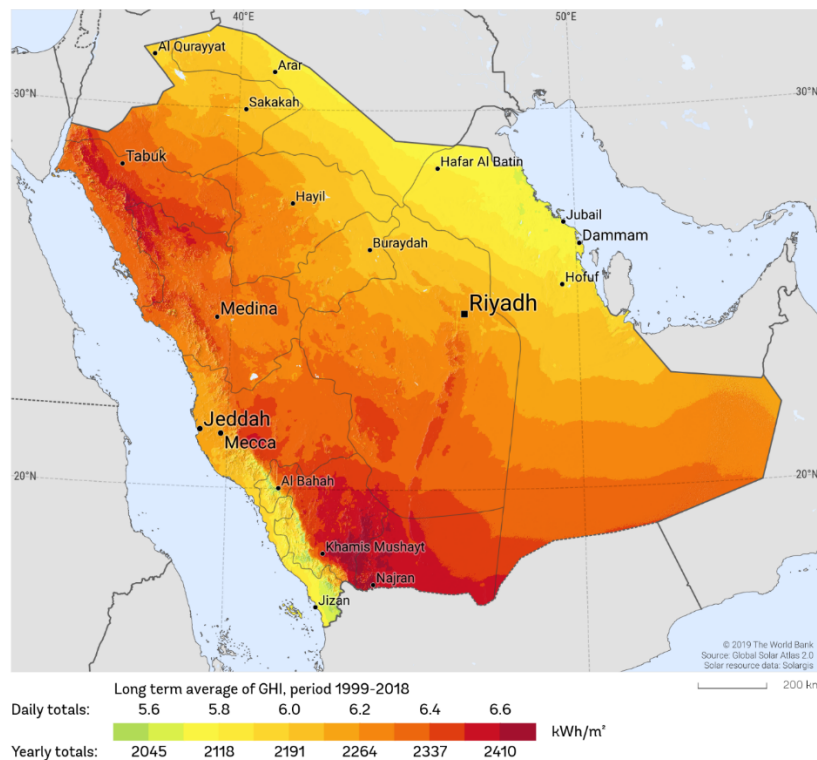 40°E
50°E
Al Qurayyat
Arar
30°N
30°N
Sakakah
Tabuk
Hafar Al Batin
Hayil
Jubail
Buraydah
Dammam
Hofuf
Medina
Riyadh
Jeddah
Mecca
20°N
20°N
Al Bahah
Khamis Mushayt
Najran
Jizan
© 2019 The World Bank
Source: Global Solar Atlas 2.0
Solar resource data: Solargis
200 km
Long term average of GHI, period 1999-2018
Daily totals: 5.6 5.8 6.0 6.2 6.4 6.6
kWh/m²
Yearly totals: 2045 2118 2191 2264 2337 2410